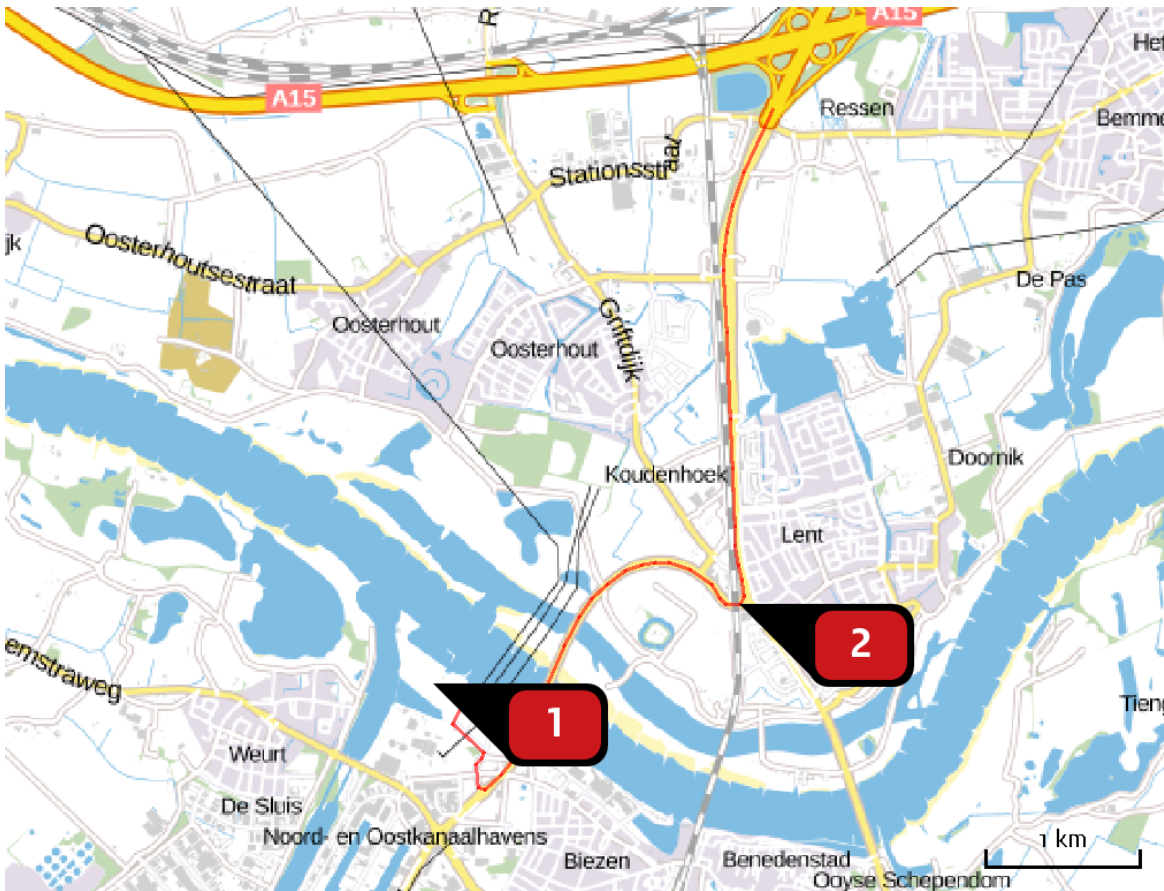 R
A15
Het
A15
Ressen
Bemme
Stationsstraat
Oosterhoutsestraat
jk
De Pas
Oosterhout
Oosterhout
Griftdijk
Koudenhoek
Doornik
Lent
2
emstraweg
1
Tieng
Weurt
De Sluis
Noord- en Oostkanaalhavens
Biezen
Benedenstad
1 km
Ooyse Schependom